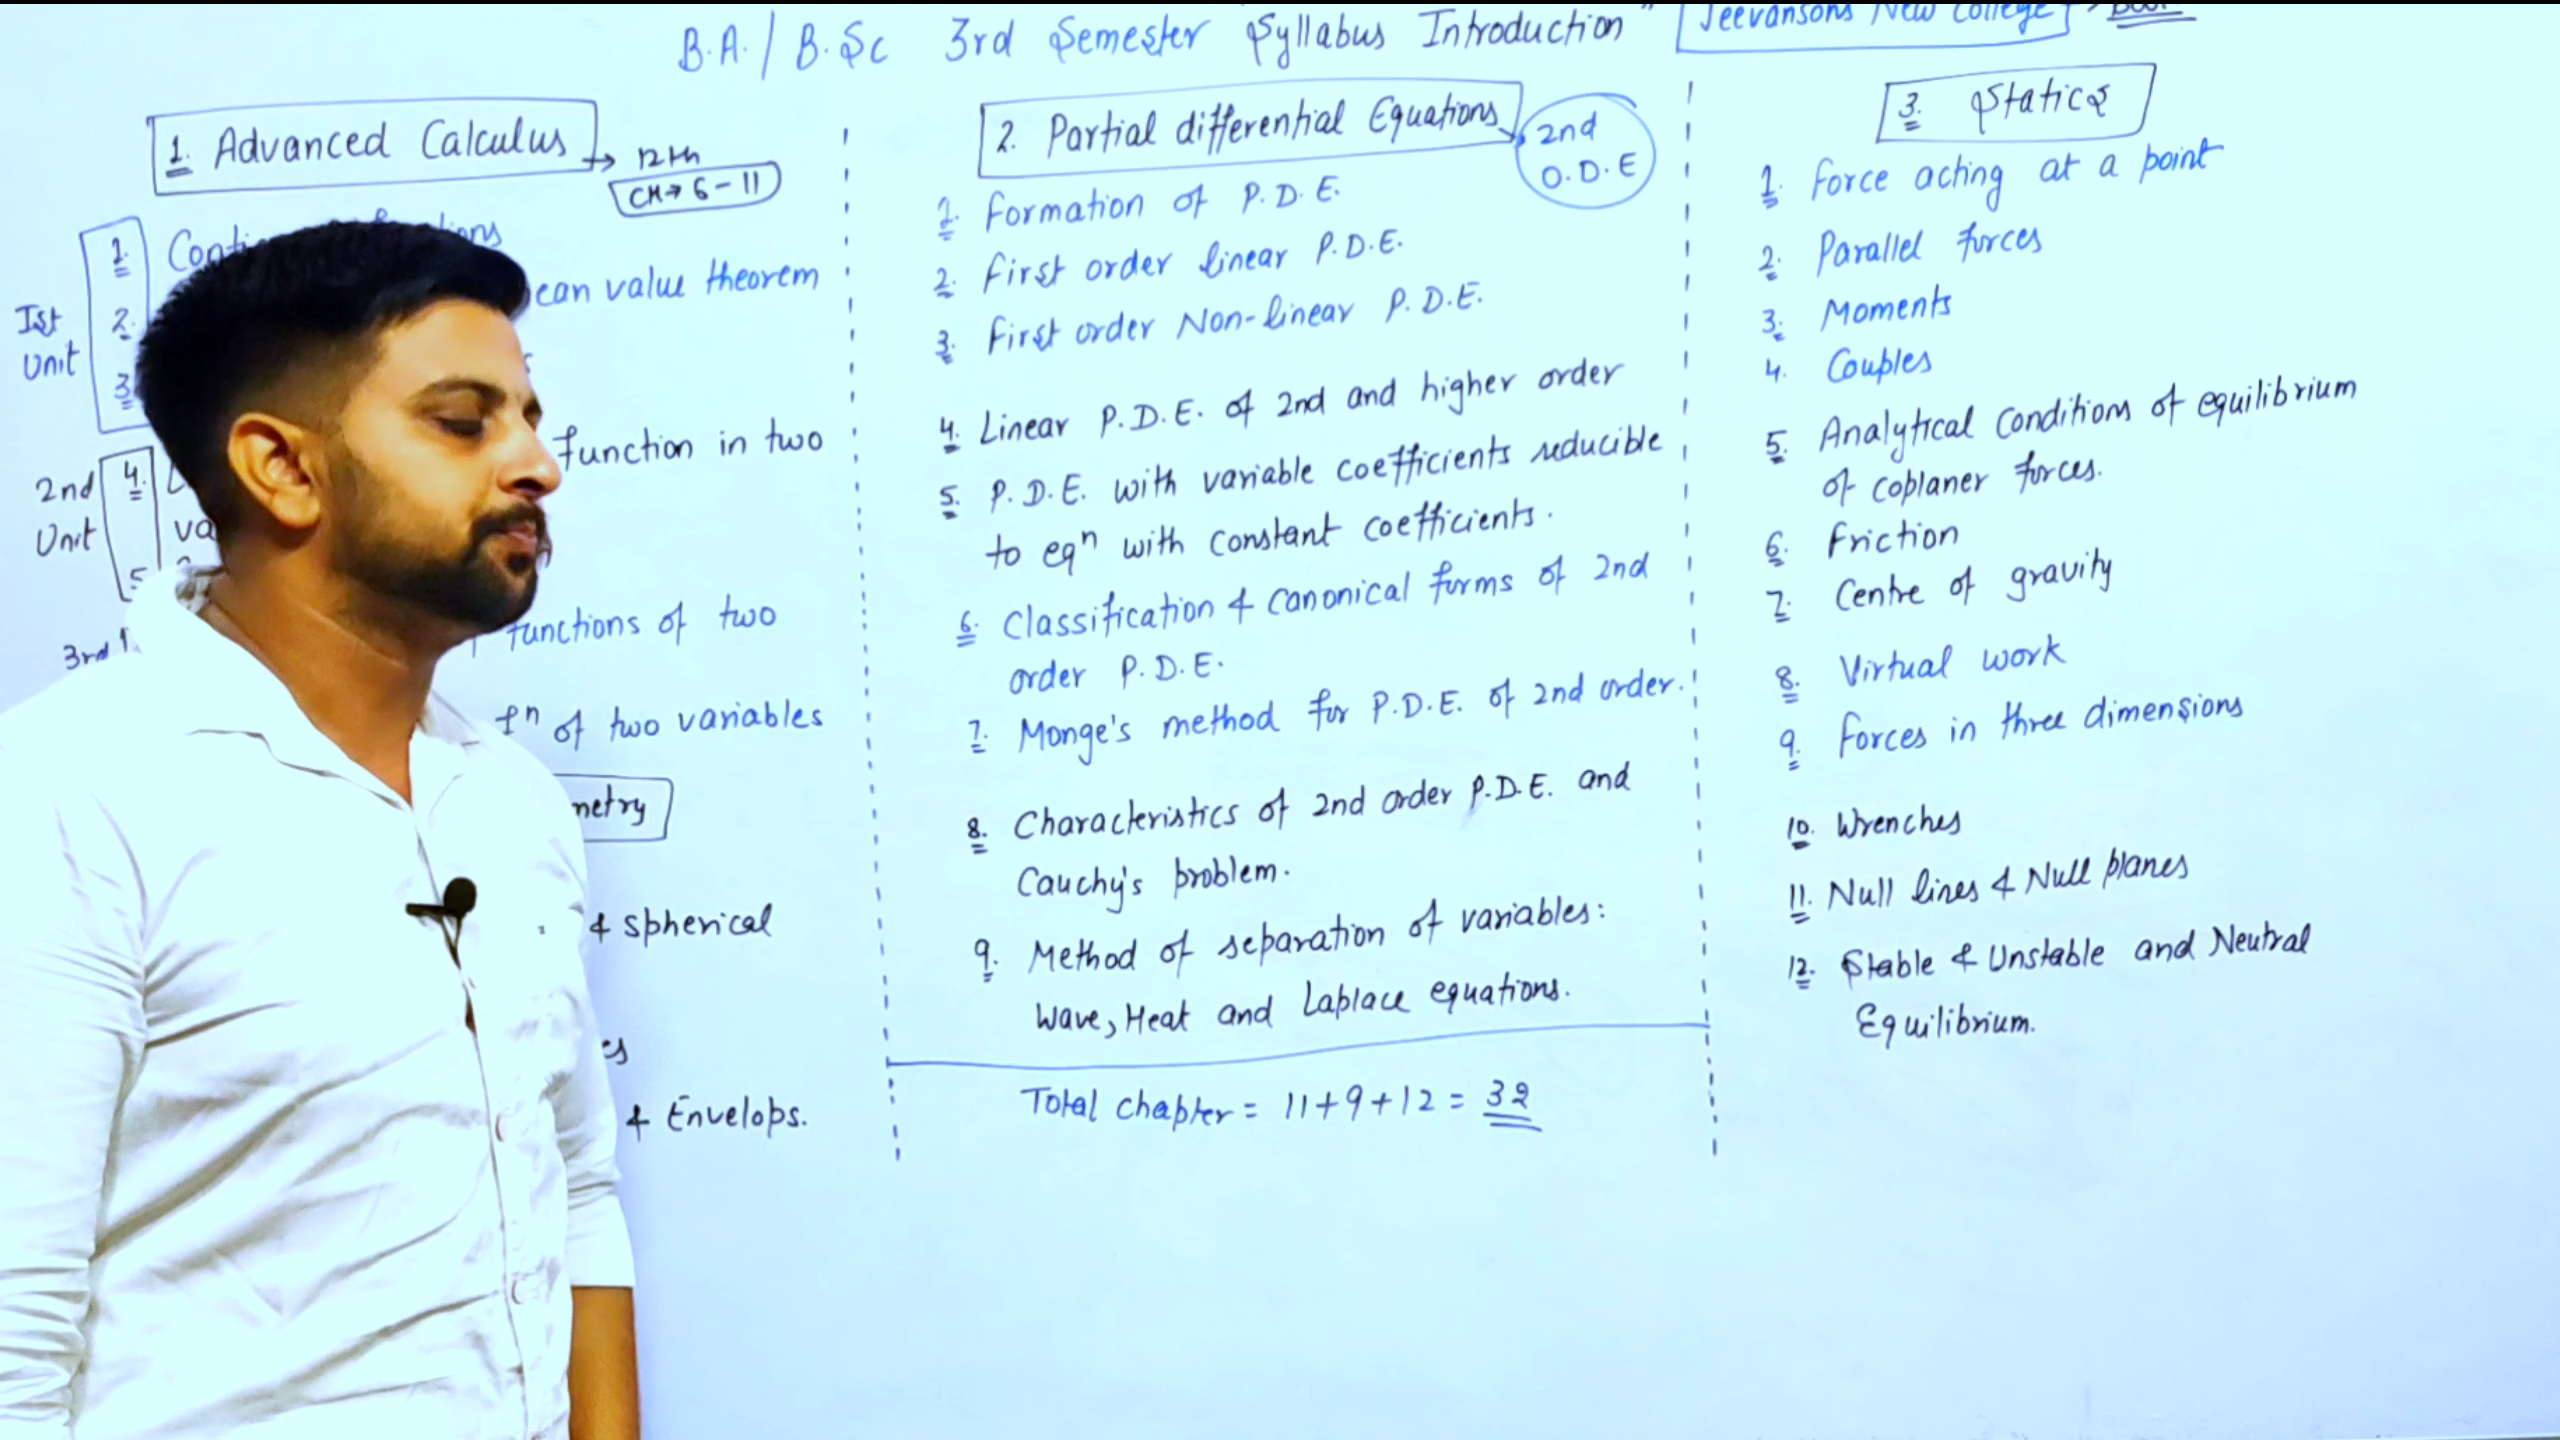 B.A./B.Sc 3rd Semester Syllabus Introduction"
Jeevansons New College
1. Advanced Calculus
→ 12th
CH→ 6-11
1.
functions
Ist
Unit
2.
ean value theorem
3
2nd
Unit
4.
function in two
va
5
3rd
functions of two
fⁿ of two variables
netry
& spherical
es
& Envelops.
2. Partial differential Equations
2nd
O.D.E
1. Formation of P.D.E.
2. First order linear P.D.E.
3. First order Non-linear P.D.E.
4. Linear P.D.E. of 2nd and higher order
5. P.D.E. with variable coefficients reducible
to eqⁿ with constant coefficients.
6. Classification & canonical forms of 2nd
order P.D.E.
7. Monge's method for P.D.E. of 2nd order.
8. Characteristics of 2nd order P.D.E. and
Cauchy's problem.
9. Method of separation of variables:
Wave, Heat and Laplace equations.
Total chapter = 11+9+12 = 32
3. Statics
1. Force acting at a point
2. Parallel forces
3. Moments
4. Couples
5. Analytical Conditions of equilibrium
of coplaner forces.
6. Friction
7. Centre of gravity
8. Virtual work
9. Forces in three dimensions
10. Wrenches
11. Null lines & Null planes
12. Stable & Unstable and Neutral
Equilibrium.